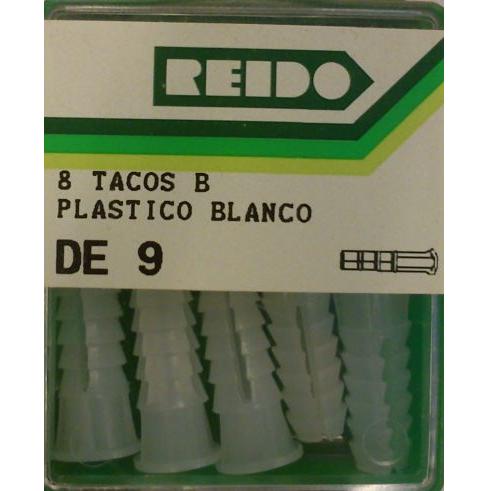 REIDO
8 TACOS B
PLASTICO BLANCO
DE 9